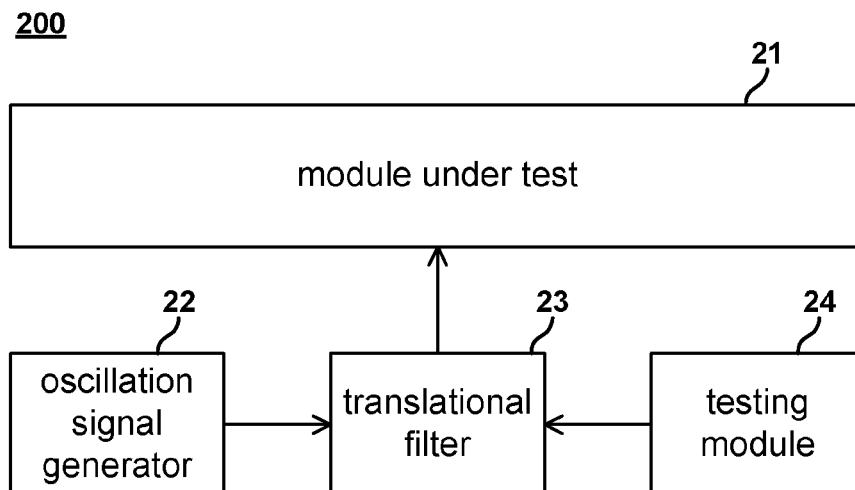 200
21
module under test
22
23
24
oscillation
signal
generator
translational
filter
testing
module